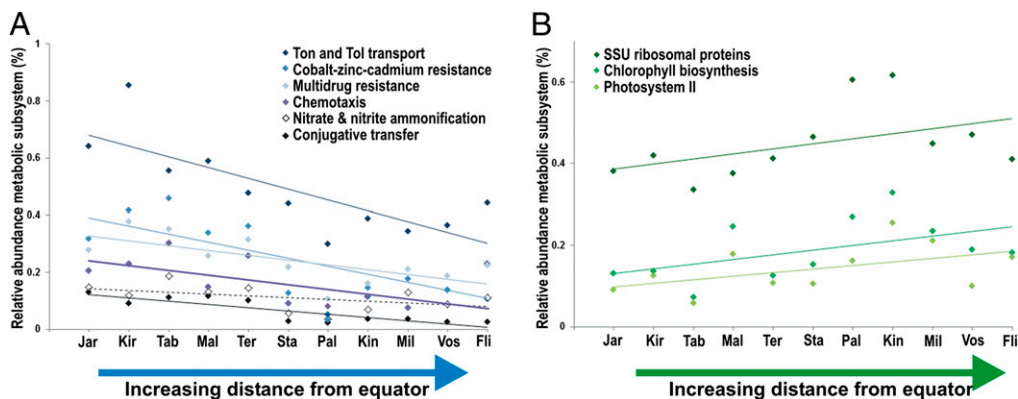 A
Relative abundance metabolic subsystem (%)
1
0.8
0.6
0.4
0.2
0
Ton and Tol transport
Cobalt-zinc-cadmium resistance
Multidrug resistance
Chemotaxis
Nitrate & nitrite ammonification
Conjugative transfer
Jar Kir Tab Mal Ter Sta Pal Kin Mil Vos Fli
Increasing distance from equator
B
Relative abundance metabolic subsystem (%)
0.6
0.4
0.2
0
SSU ribosomal proteins
Chlorophyll biosynthesis
Photosystem II
Jar Kir Tab Mal Ter Sta Pal Kin Mil Vos Fli
Increasing distance from equator